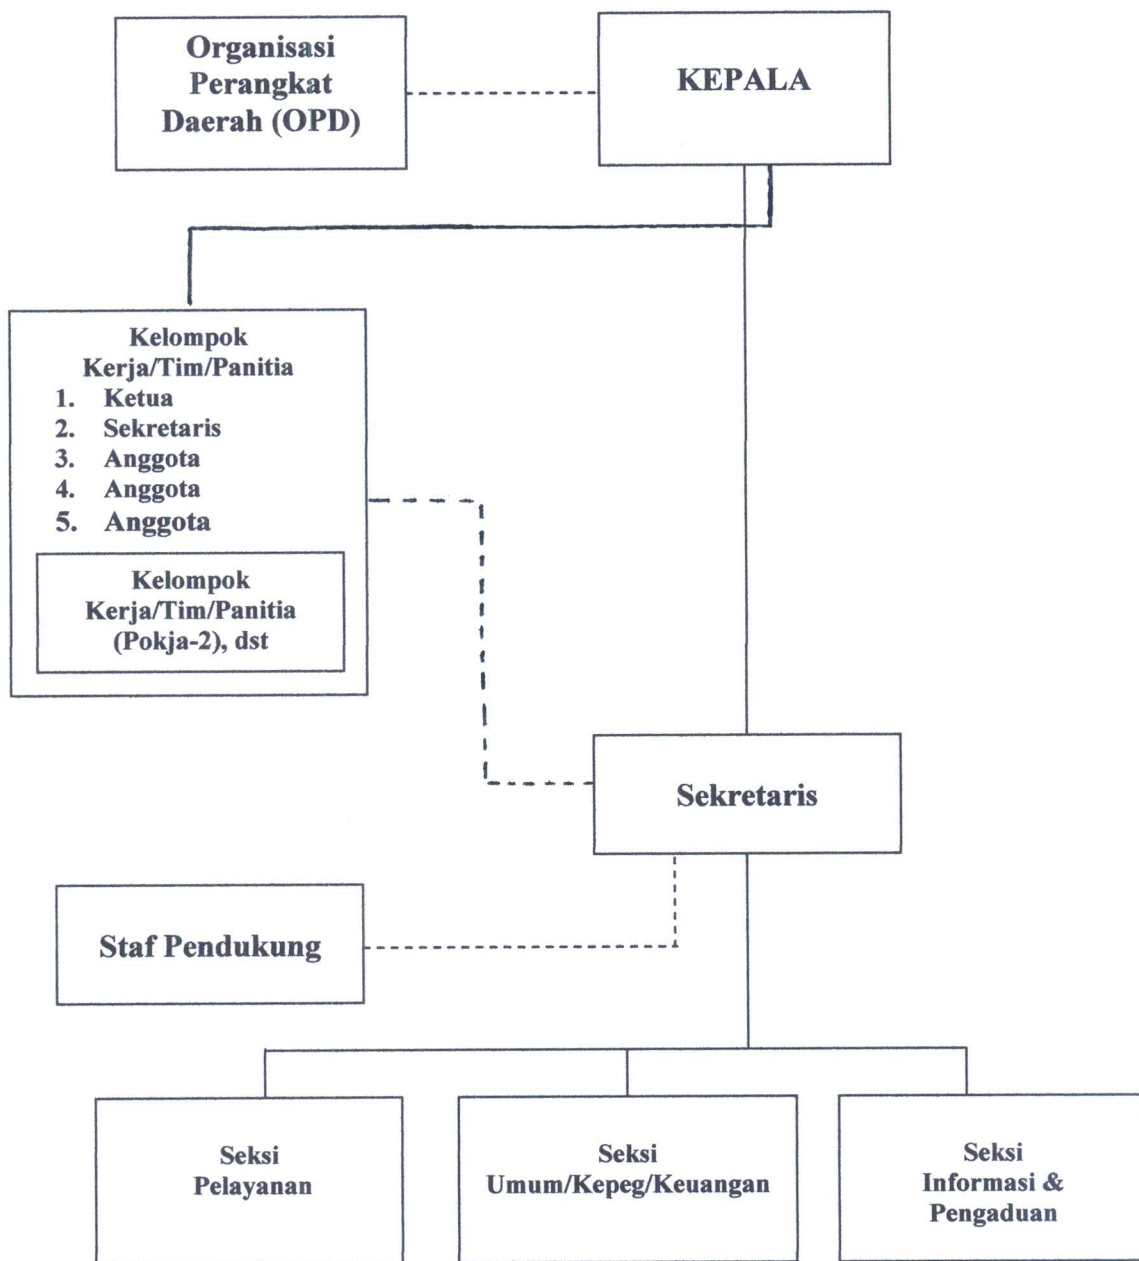 Organisasi
Perangkat
Daerah (OPD)
KEPALA
Kelompok
Kerja/Tim/Panitia
1. Ketua
2. Sekretaris
3. Anggota
4. Anggota
5. Anggota
Kelompok
Kerja/Tim/Panitia
(Pokja-2), dst
Sekretaris
Staf Pendukung
Seksi
Pelayanan
Seksi
Umum/Kepeg/Keuangan
Seksi
Informasi &
Pengaduan